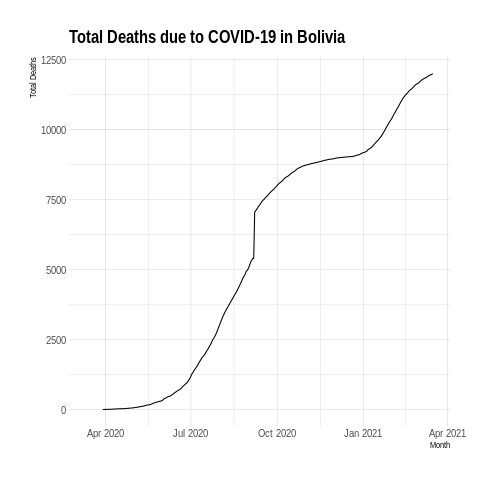 Total Deaths due to COVID-19 in Bolivia
Total Deaths
12500
10000
7500
5000
2500
0
Apr 2020 Jul 2020 Oct 2020 Jan 2021 Apr 2021
Month